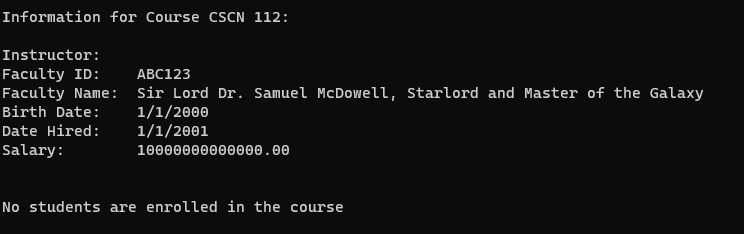 Information for Course CSCN 112:
Instructor:
Faculty ID: ABC123
Faculty Name: Sir Lord Dr. Samuel McDowell, Starlord and Master of the Galaxy
Birth Date: 1/1/2000
Date Hired: 1/1/2001
Salary: 10000000000000.00
No students are enrolled in the course